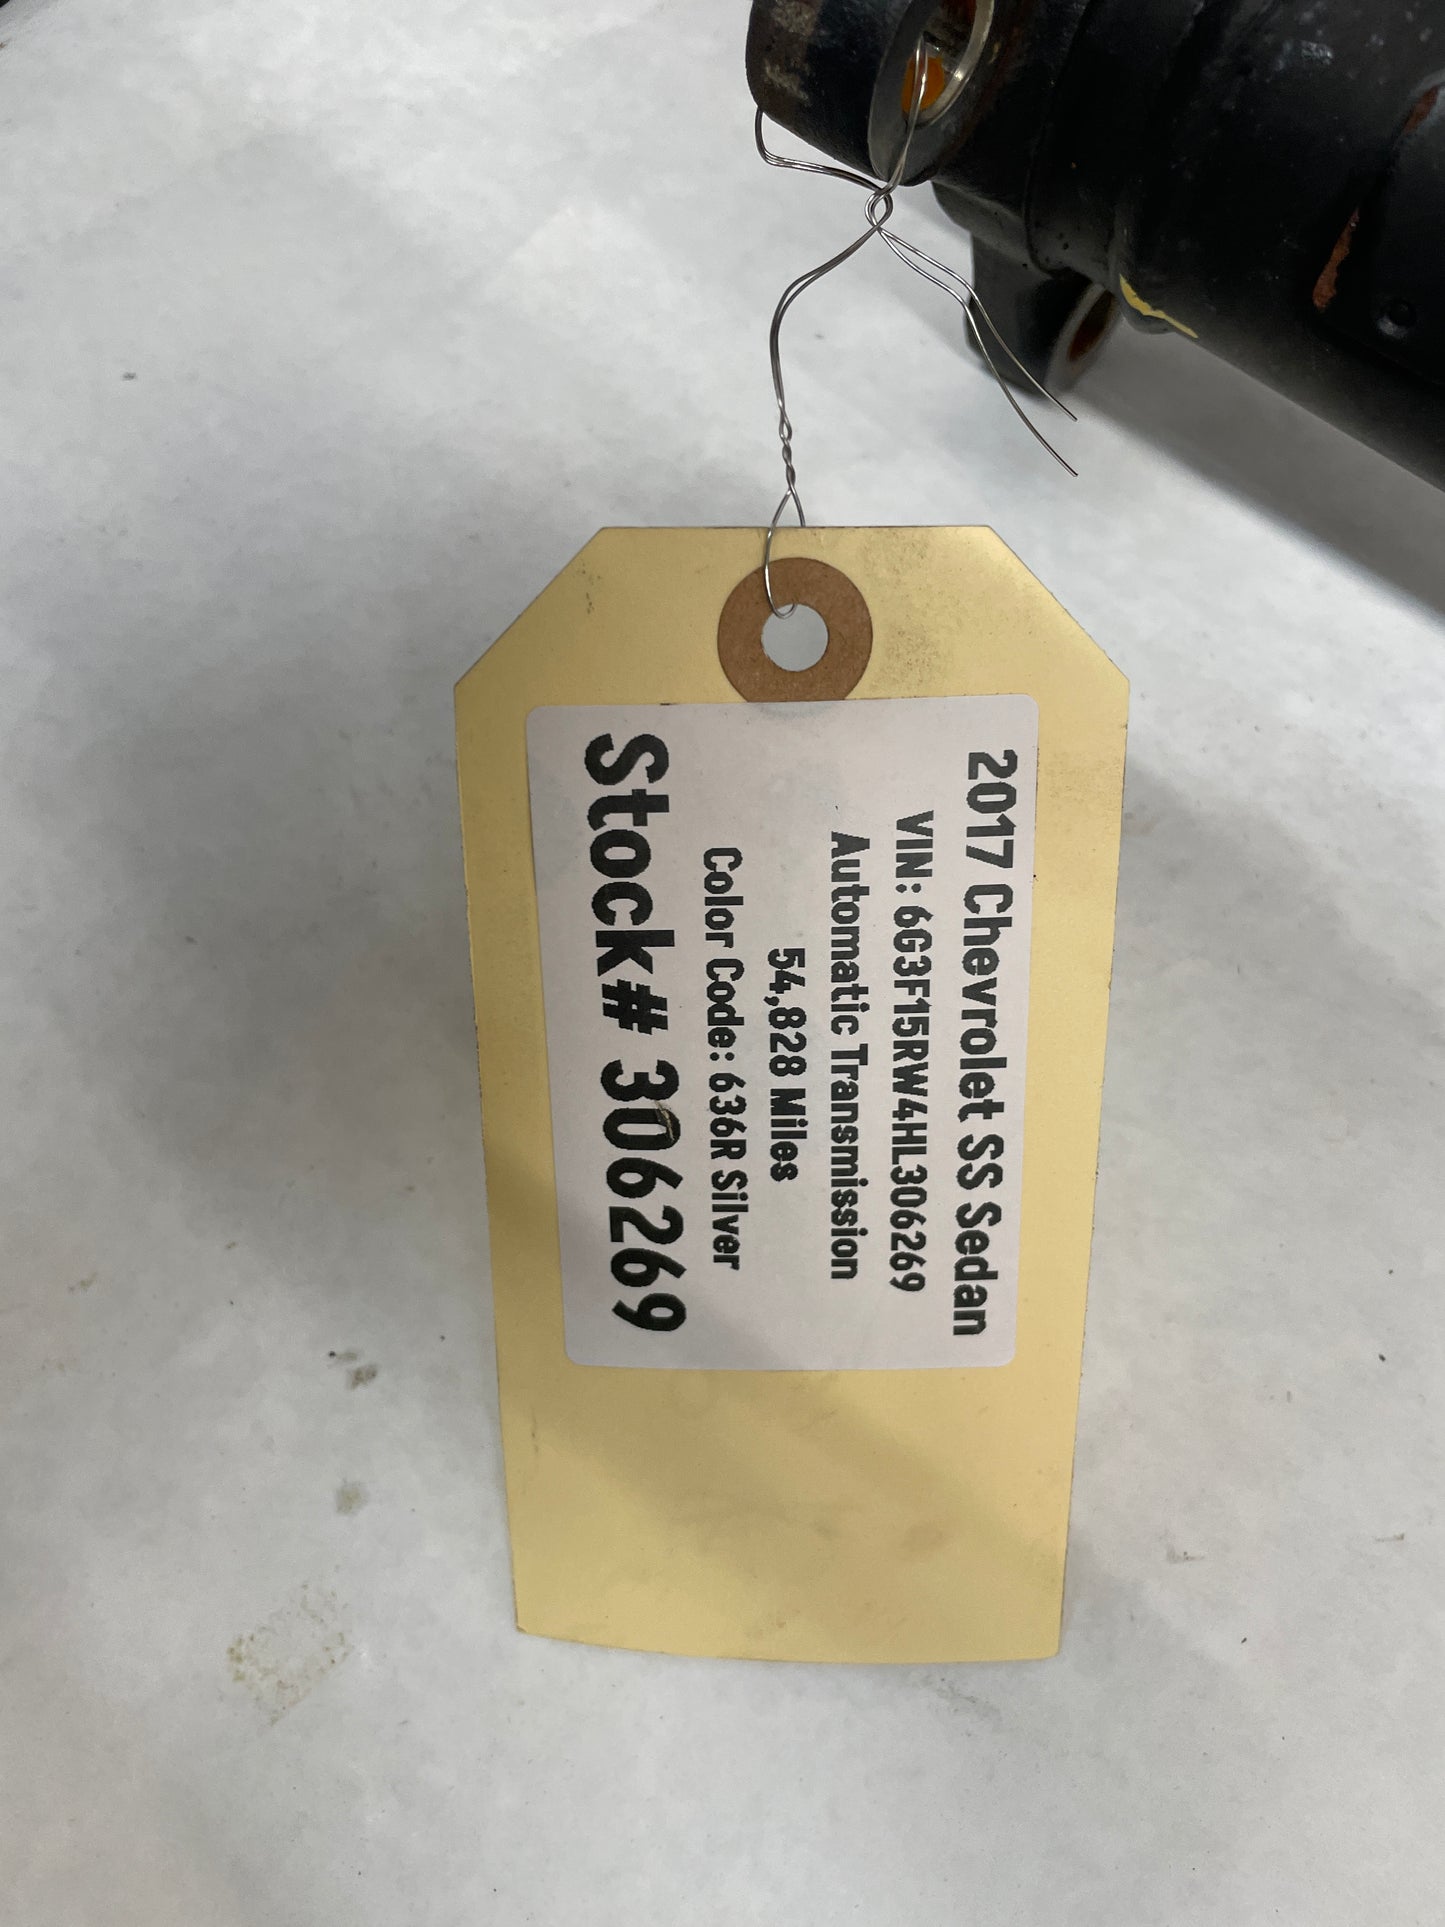 2017 Chevrolet SS Sedan
VIN: 6G3F15RW4HL306269
Automatic Transmission
54,828 Miles
Color Code: 636R Silver
Stock# 306269